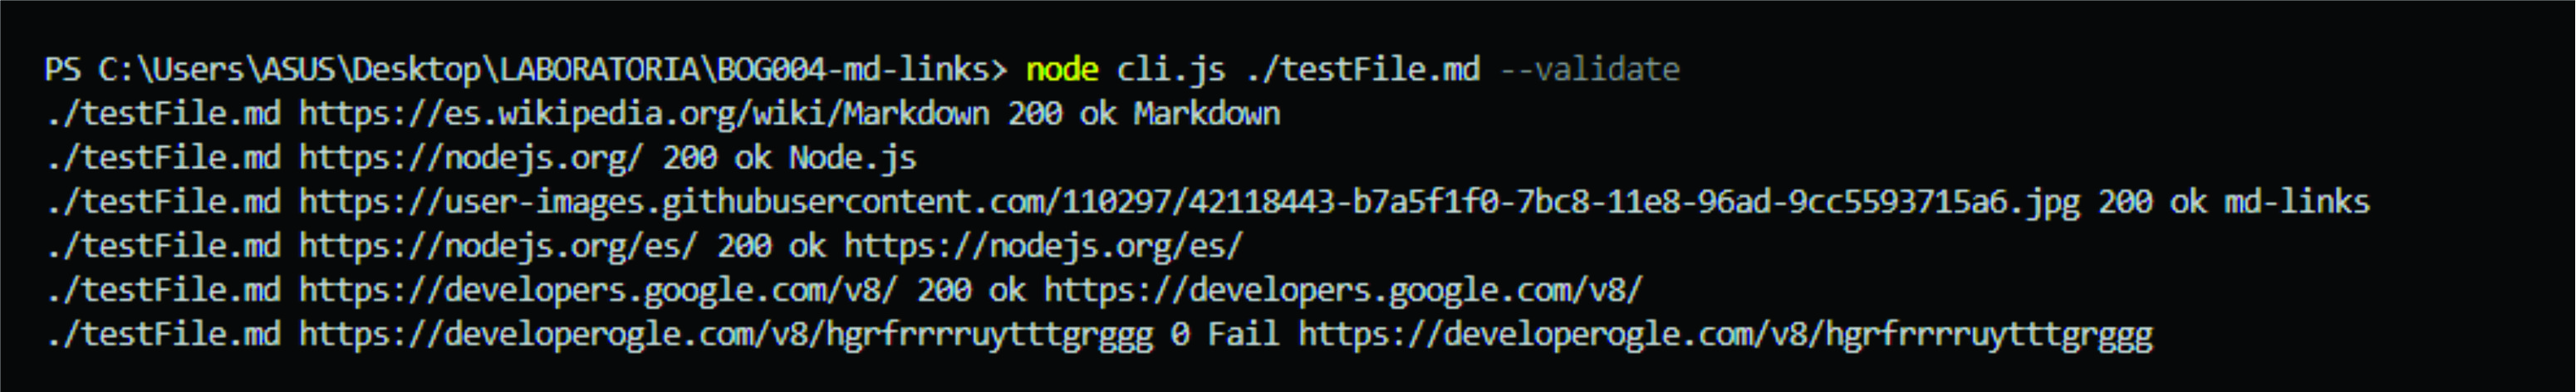 PS C:\Users\ASUS\Desktop\LABORATORIA\BOG004-md-links> node cli.js ./testFile.md --validate
./testFile.md https://es.wikipedia.org/wiki/Markdown 200 ok Markdown
./testFile.md https://nodejs.org/ 200 ok Node.js
./testFile.md https://user-images.githubusercontent.com/110297/42118443-b7a5f1f0-7bc8-11e8-96ad-9cc5593715a6.jpg 200 ok md-links
./testFile.md https://nodejs.org/es/ 200 ok https://nodejs.org/es/
./testFile.md https://developers.google.com/v8/ 200 ok https://developers.google.com/v8/
./testFile.md https://developerogle.com/v8/hgrfrrrruytttgrggg 0 Fail https://developerogle.com/v8/hgrfrrrruytttgrggg